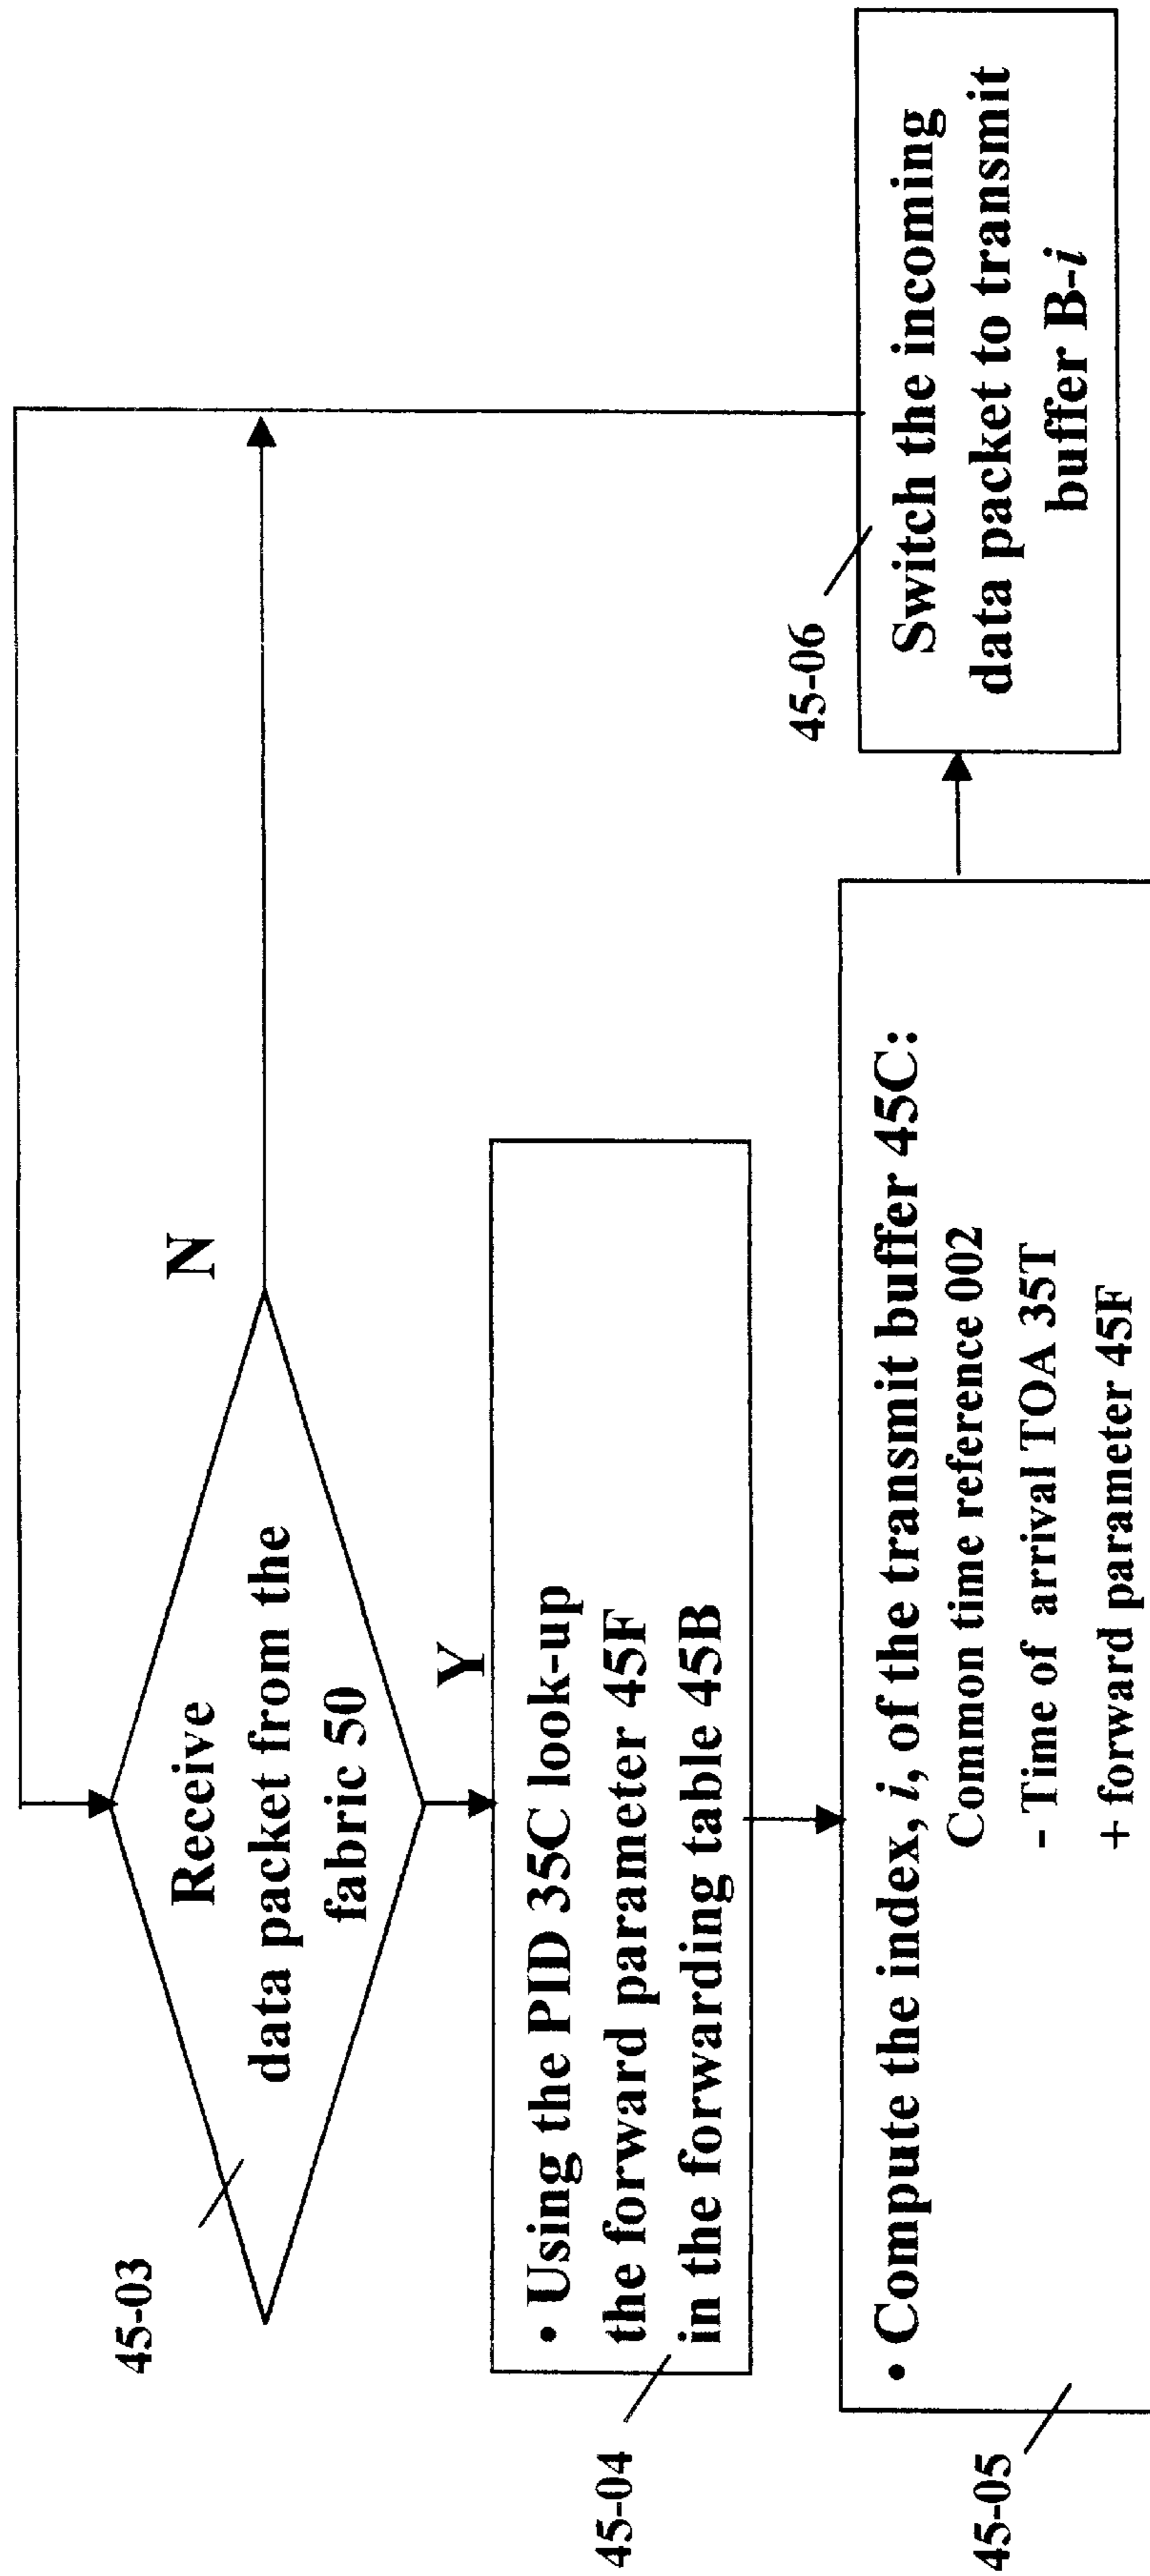 45-03
Receive
data packet from the
fabric 50
N
Y
45-04
• Using the PID 35C look-up
the forward parameter 45F
in the forwarding table 45B
45-05
• Compute the index, i, of the transmit buffer 45C:
Common time reference 002
- Time of arrival TOA 35T
+ forward parameter 45F
45-06
Switch the incoming
data packet to transmit
buffer B-i